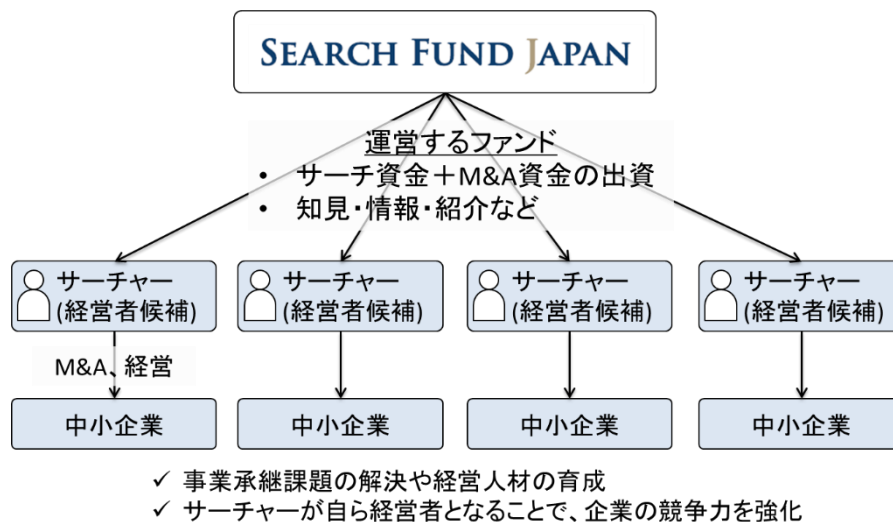 SEARCH FUND JAPAN
運営するファンド
• サーチ資金＋M&A資金の出資
• 知見・情報・紹介など
サーチャー
(経営者候補)
サーチャー
(経営者候補)
サーチャー
(経営者候補)
サーチャー
(経営者候補)
M&A、経営
中小企業
中小企業
中小企業
中小企業
✓ 事業承継課題の解決や経営人材の育成
✓ サーチャーが自ら経営者となることで、企業の競争力を強化